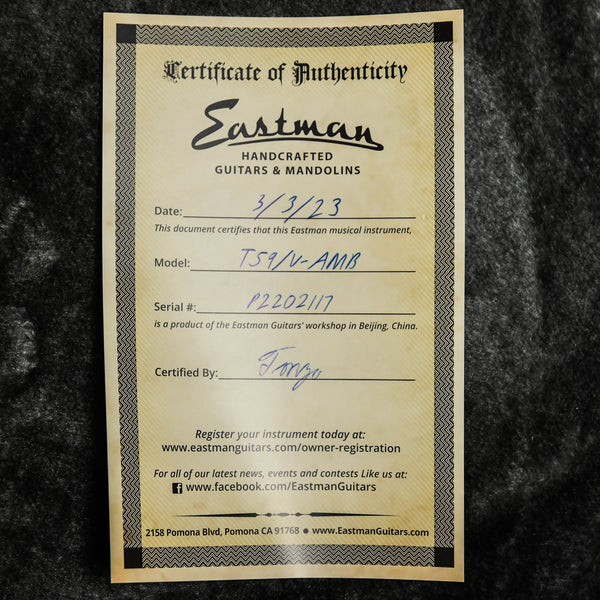 Certificate of Authenticity
Eastman
HANDCRAFTED
GUITARS & MANDOLINS
Date: 3/3/23
This document certifies that this Eastman musical instrument,
Model: T59/V-AMB
Serial #: P2202117
is a product of the Eastman Guitars' workshop in Beijing, China.
Certified By:
Register your instrument today at:
www.eastmanguitars.com/owner-registration
For all of our latest news, events and contests Like us at:
f www.facebook.com/EastmanGuitars
2158 Pomona Blvd, Pomona CA 91768 ● www.EastmanGuitars.com